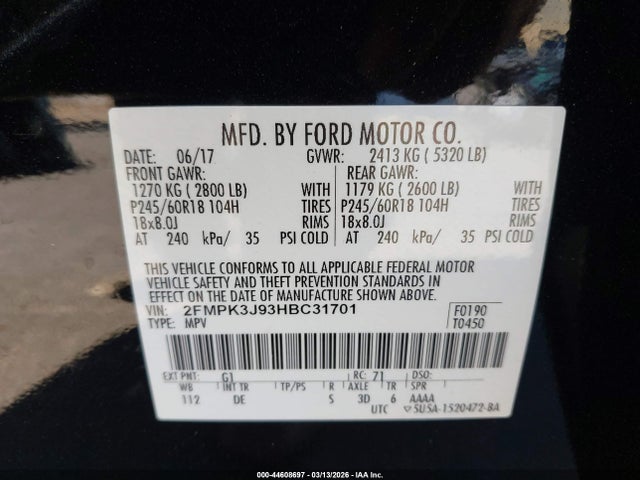 MFD. BY FORD MOTOR CO.
DATE: 06/17 GVWR: 2413 KG ( 5320 LB)
FRONT GAWR: REAR GAWR:
1270 KG ( 2800 LB) WITH 1179 KG ( 2600 LB) WITH
P245/60R18 104H TIRES P245/60R18 104H TIRES
18x8.0J RIMS 18x8.0J RIMS
AT 240 kPa/ 35 PSI COLD AT 240 kPa/ 35 PSI COLD
THIS VEHICLE CONFORMS TO ALL APPLICABLE FEDERAL MOTOR
VEHICLE SAFETY AND THEFT PREVENTION STANDARDS IN
EFFECT ON THE DATE OF MANUFACTURE SHOWN ABOVE.
VIN: 2FMPK3J93HBC31701 F0190
TYPE: MPV T0450
EXT PNT: G1 RC: 71 DSO:
WB INT TR TP/PS R AXLE TR SPR
112 DE S 3D 6 AAAA
UTC ▽5U5A-1520472-BA
000-44608697 - 03/13/2026 - IAA Inc.